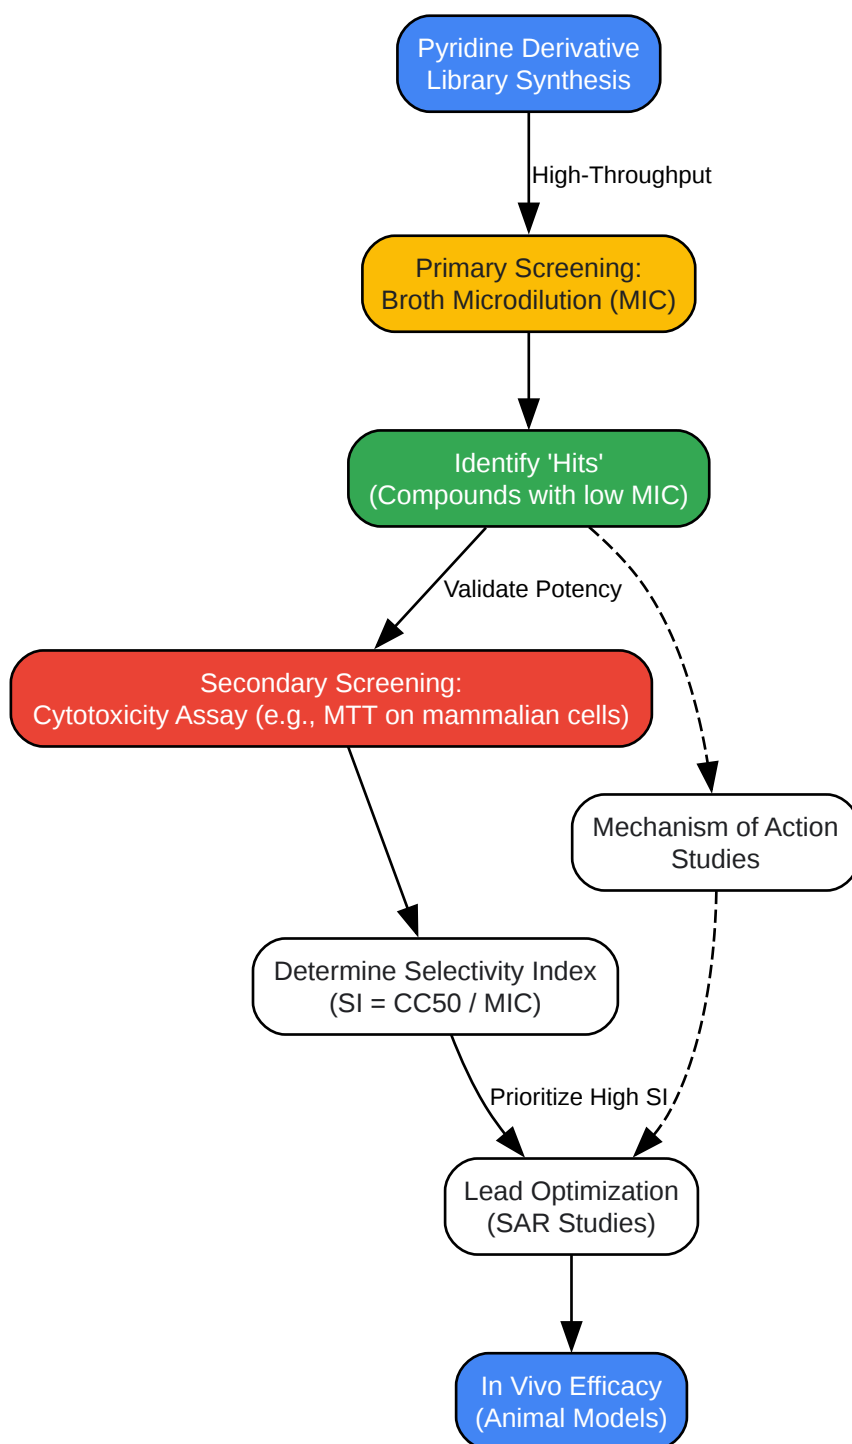 Pyridine Derivative
Library Synthesis
High-Throughput
Primary Screening:
Broth Microdilution (MIC)
Identify 'Hits'
(Compounds with low MIC)
Validate Potency
Secondary Screening:
Cytotoxicity Assay (e.g., MTT on mammalian cells)
Mechanism of Action
Studies
Determine Selectivity Index
(SI = CC50 / MIC)
Prioritize High SI
Lead Optimization
(SAR Studies)
In Vivo Efficacy
(Animal Models)